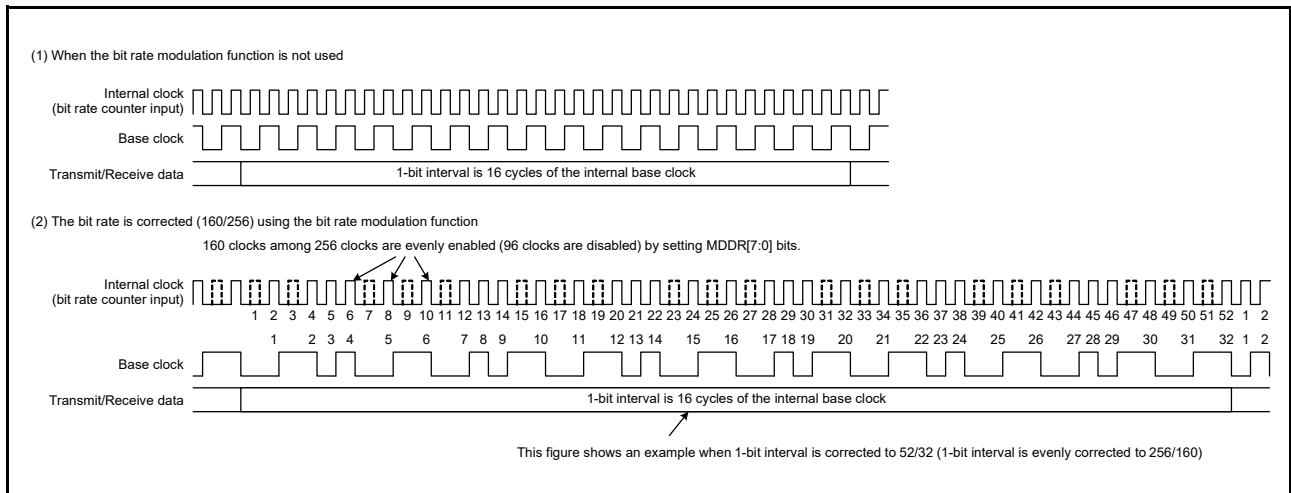 (1) When the bit rate modulation function is not used
Internal clock
(bit rate counter input)
Base clock
Transmit/Receive data
1-bit interval is 16 cycles of the internal base clock
(2) The bit rate is corrected (160/256) using the bit rate modulation function
160 clocks among 256 clocks are evenly enabled (96 clocks are disabled) by setting MDDR[7:0] bits.
Internal clock
(bit rate counter input)
1 2 3 4 5 6 7 8 9 10 11 12 13 14 15 16 17 18 19 20 21 22 23 24 25 26 27 28 29 30 31 32 33 34 35 36 37 38 39 40 41 42 43 44 45 46 47 48 49 50 51 52 1 2
1 2 3 4 5 6 7 8 9 10 11 12 13 14 15 16 17 18 19 20 21 22 23 24 25 26 27 28 29 30 31 32 1 2
Base clock
Transmit/Receive data
1-bit interval is 16 cycles of the internal base clock
This figure shows an example when 1-bit interval is corrected to 52/32 (1-bit interval is evenly corrected to 256/160)